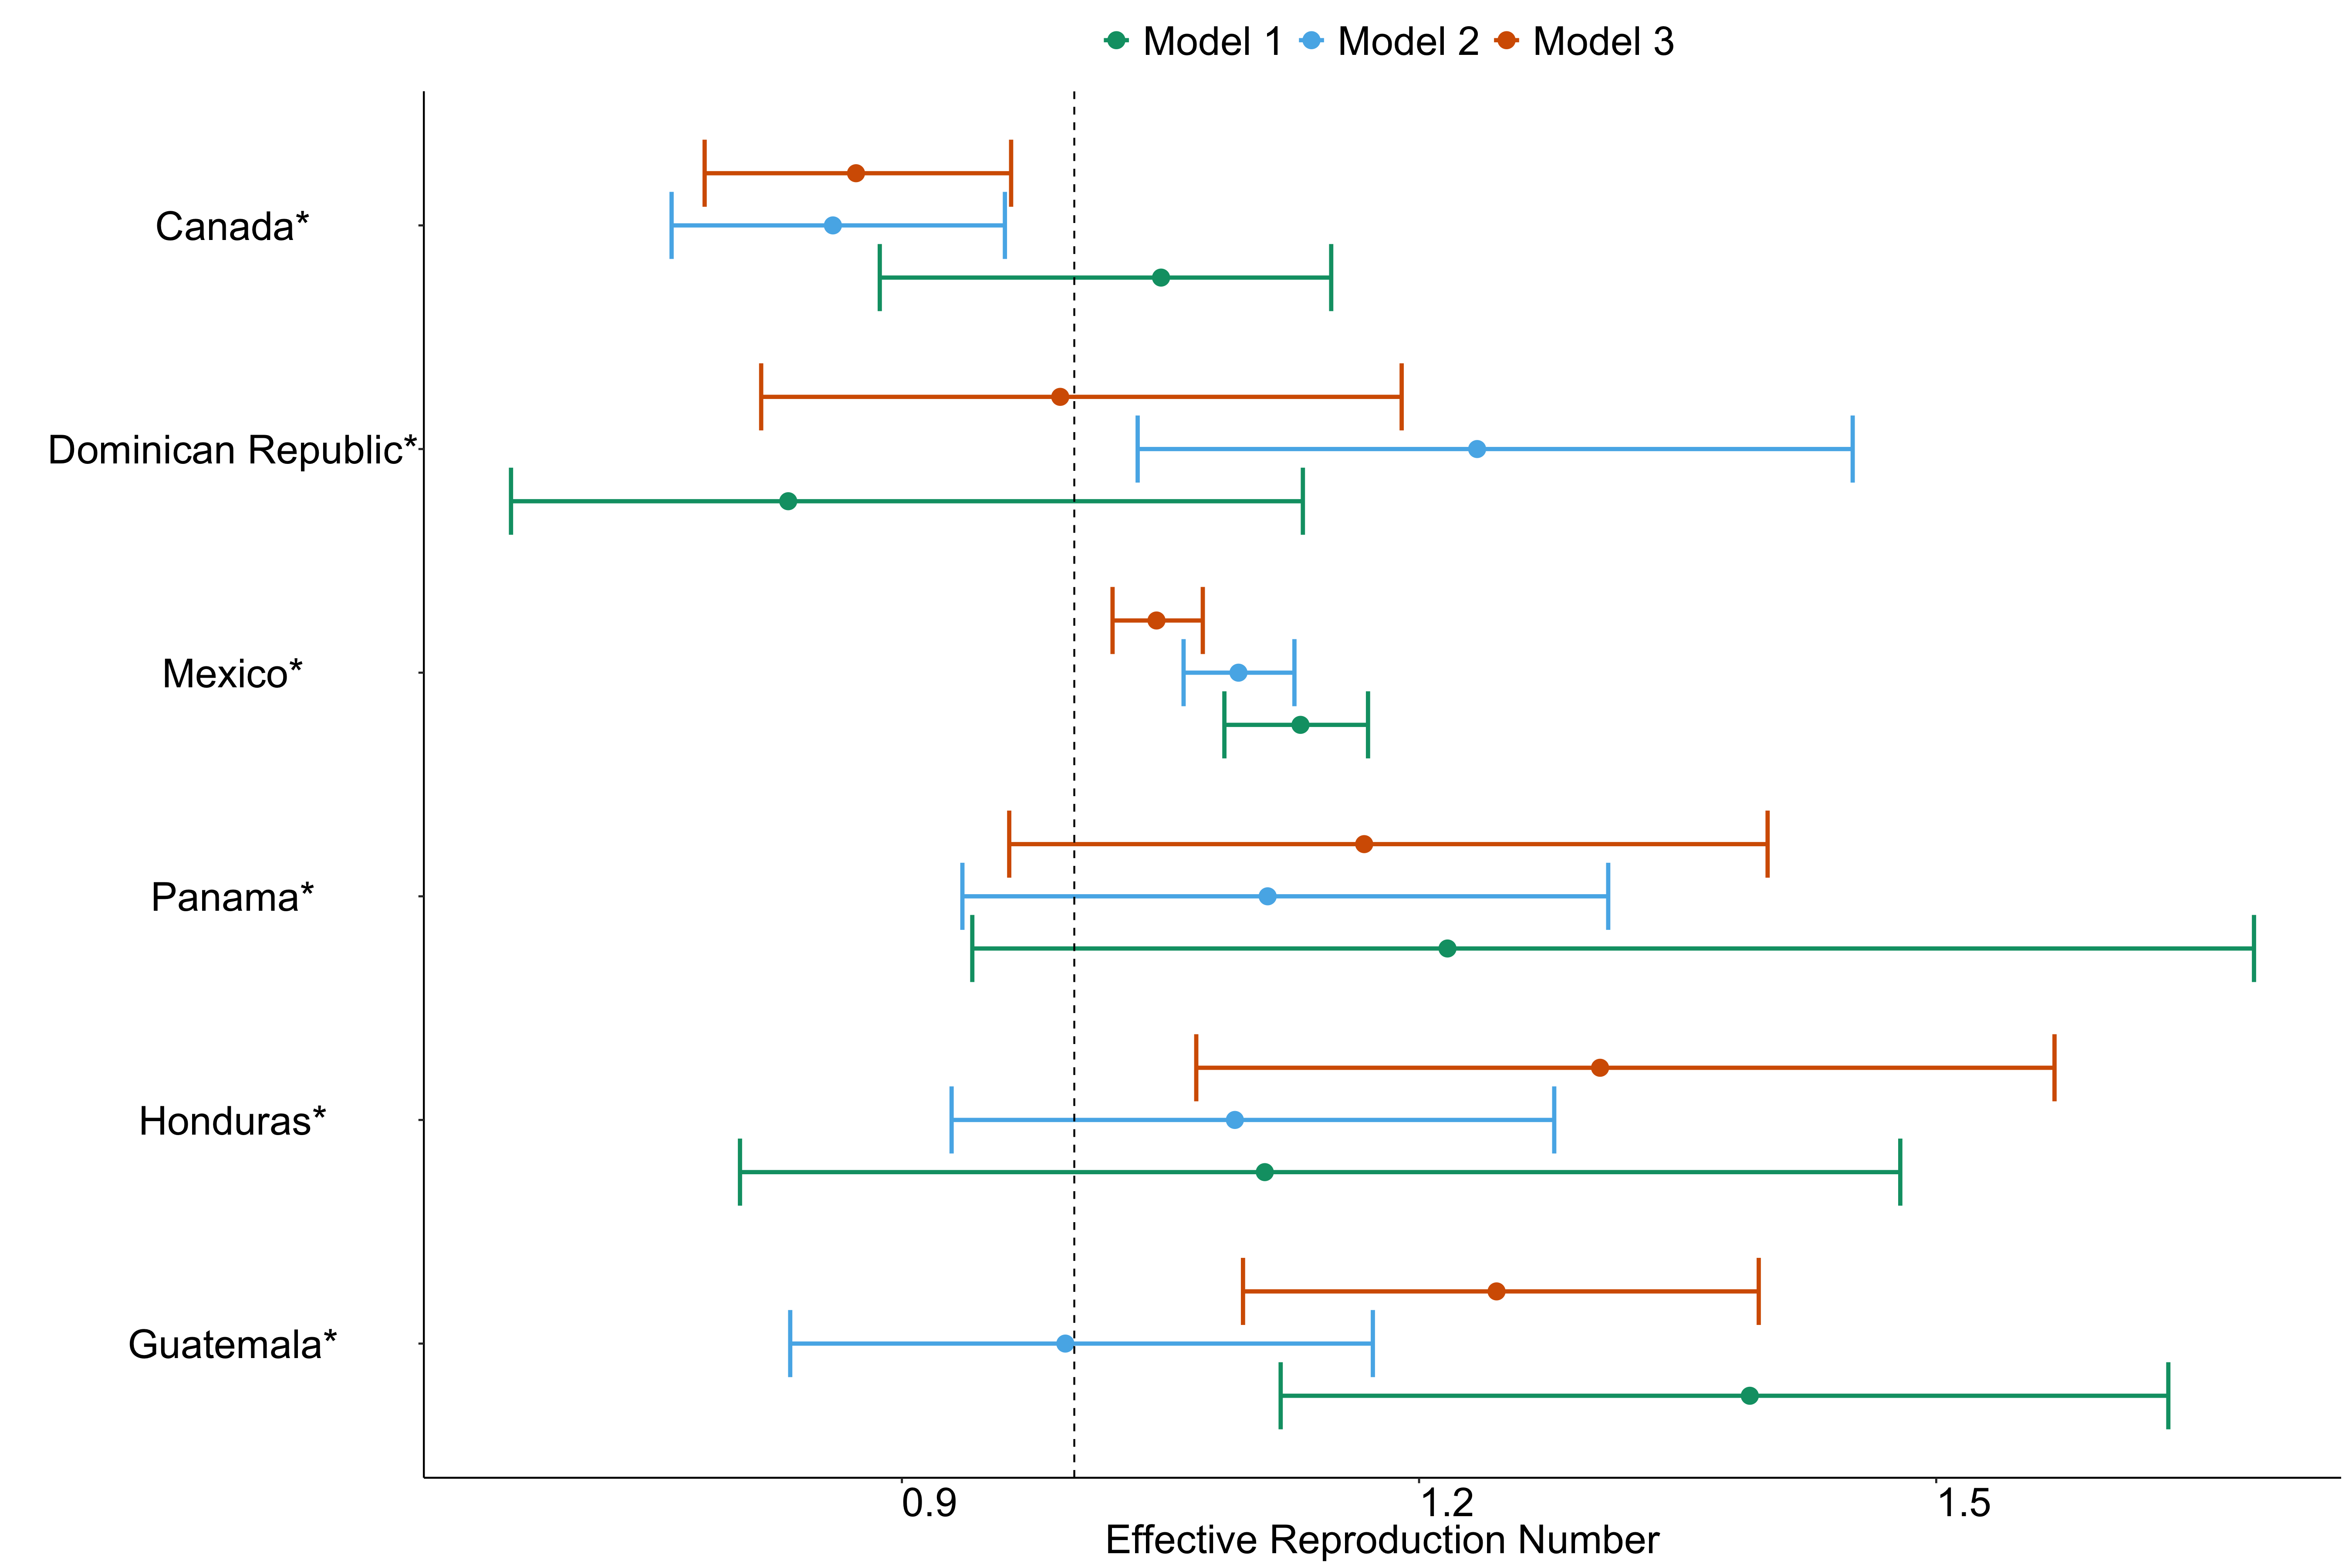 Model 1 Model 2 Model 3
Canada*
Dominican Republic*
Mexico*
Panama*
Honduras*
Guatemala*
0.9 1.2 1.5
Effective Reproduction Number